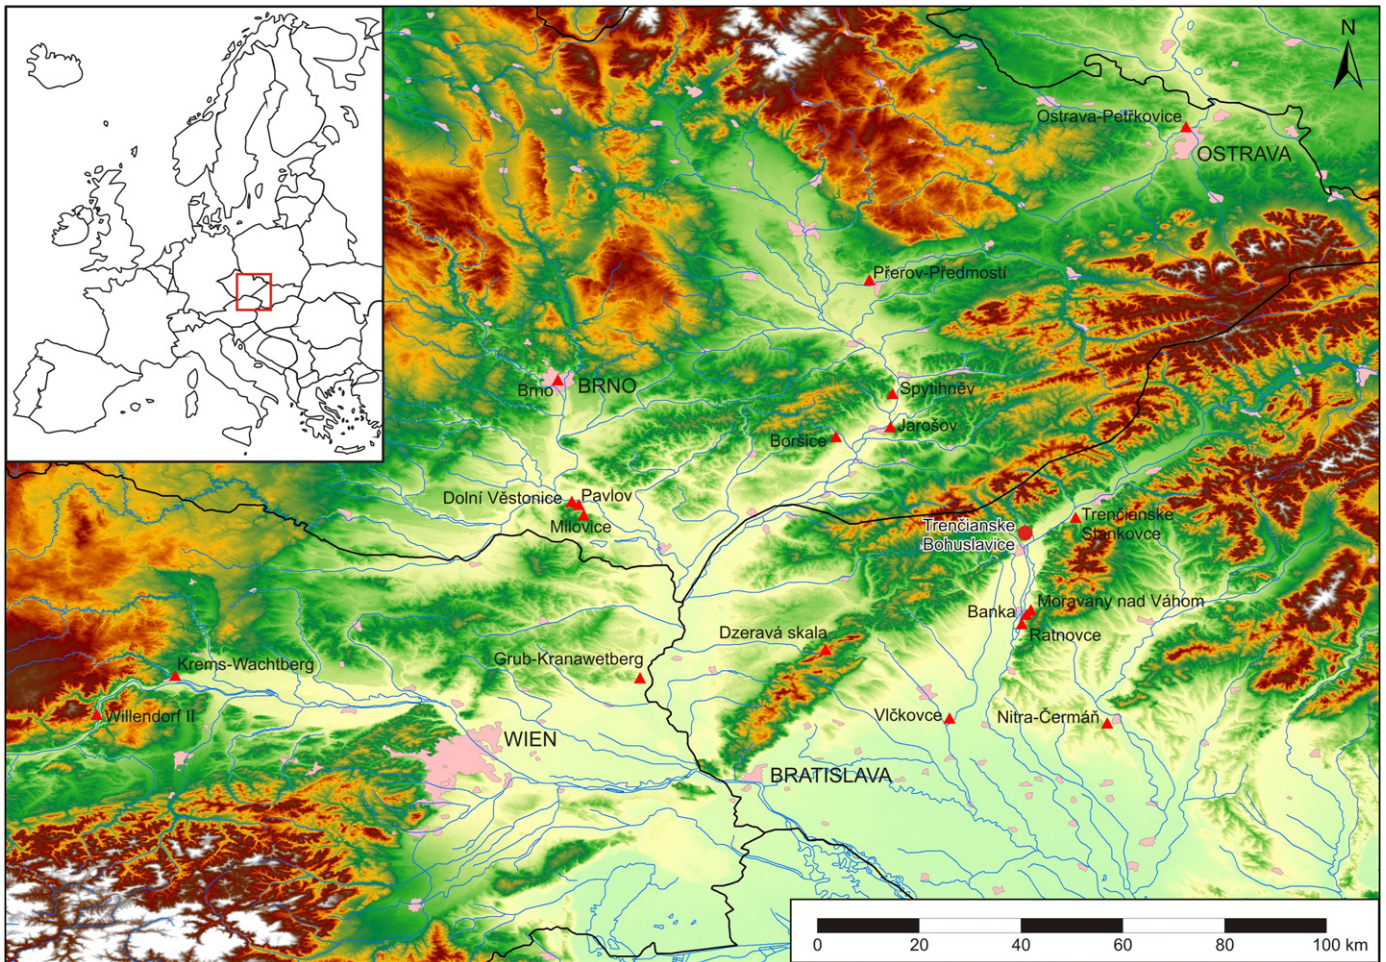 N
Ostrava-Petřkovice
OSTRAVA
Přerov-Předmostí
Brno
BRNO
Spytihněv
Jarošov
Boršice
Dolní Věstonice
Pavlov
Milovice
Trenčianske
Bohuslavice
Trenčianske
Stankovce
Banka
Moravany nad Váhom
Ratnovce
Dzeravá skala
Grub-Kranawetberg
Krems-Wachtberg
Willendorf II
Vlčkovce
Nitra-Čermáň
WIEN
BRATISLAVA
0 20 40 60 80 100 km